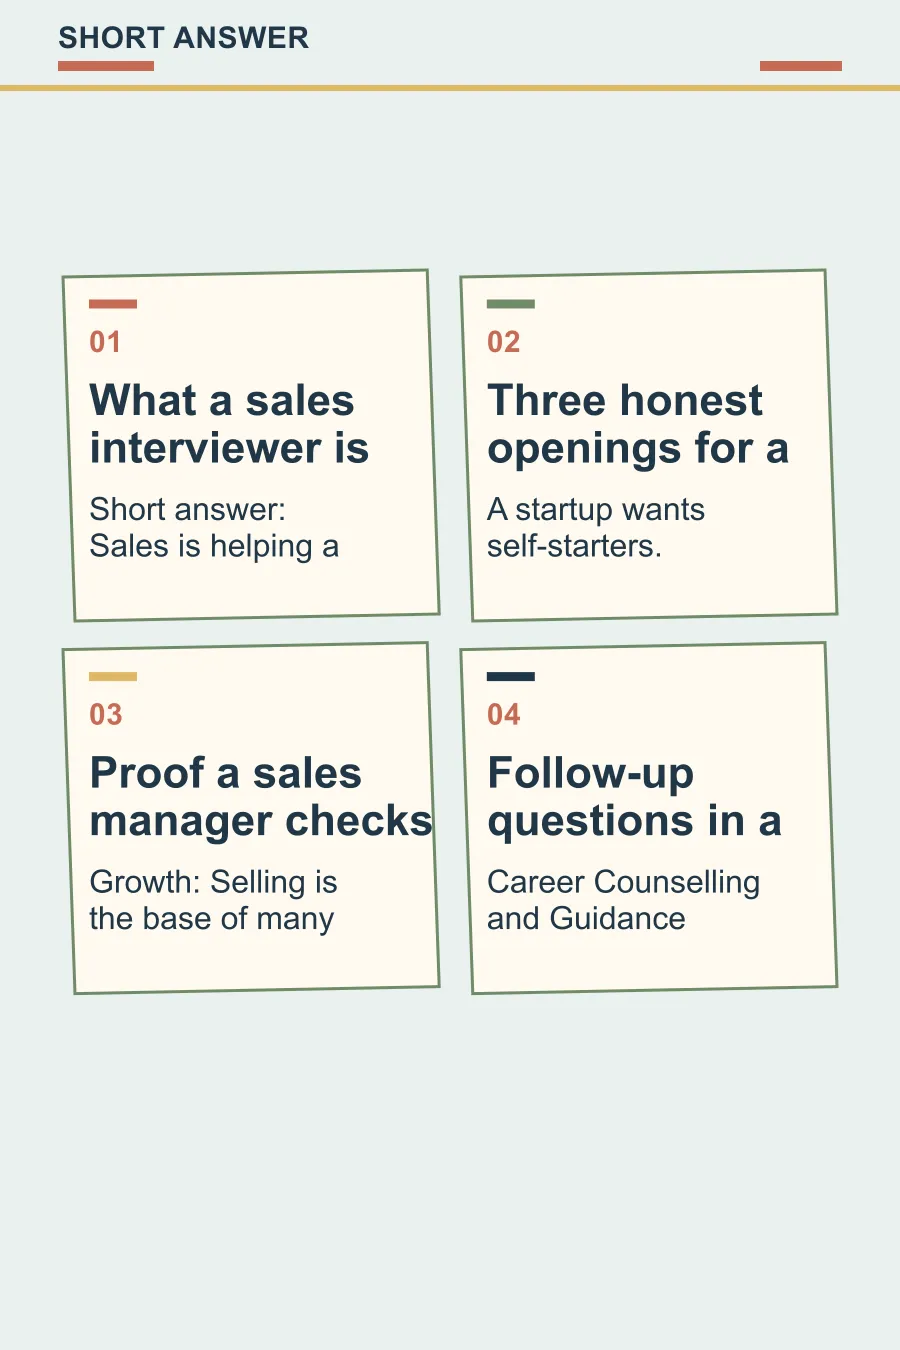 SHORT ANSWER
01
What a sales
interviewer is
Short answer:
Sales is helping a
02
Three honest
openings for a
A startup wants
self-starters.
03
Proof a sales
manager checks
Growth: Selling is
the base of many
04
Follow-up
questions in a
Career Counselling
and Guidance